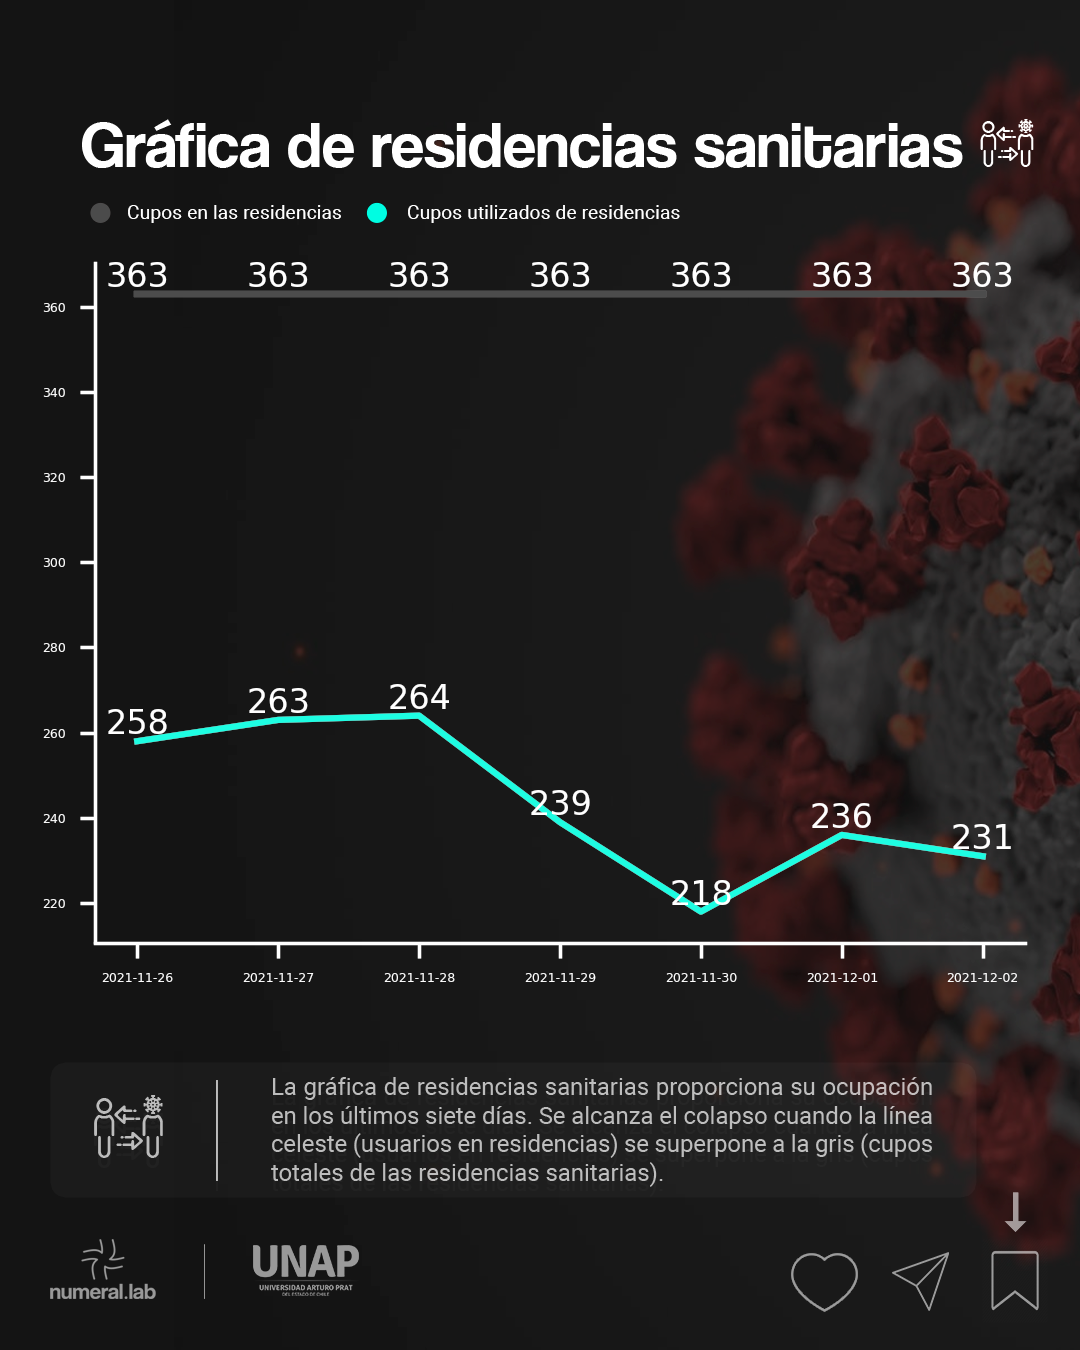 Gráfica de residencias sanitarias
Cupos en las residencias Cupos utilizados de residencias
363 363 363 363 363 363 363
360
340
320
300
280
260
240
220
258 263 264 239 218 236 231
2021-11-26 2021-11-27 2021-11-28 2021-11-29 2021-11-30 2021-12-01 2021-12-02
La gráfica de residencias sanitarias proporciona su ocupación
en los últimos siete días. Se alcanza el colapso cuando la línea
celeste (usuarios en residencias) se superpone a la gris (cupos
totales de las residencias sanitarias).
numeral.lab
UNAP
UNIVERSIDAD ARTURO PRAT
DEL ESTADO DE CHILE